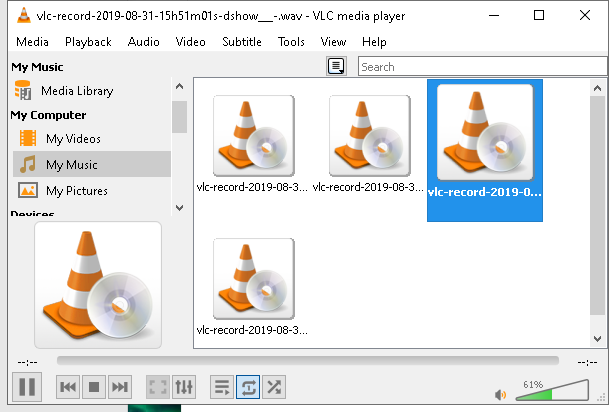 vlc-record-2019-08-31-15h51m01s-dshow___-.wav - VLC media player
Media Playback Audio Video Subtitle Tools View Help
My Music
Search
Media Library
My Computer
My Videos
My Music
My Pictures
Devices
vlc-record-2019-08-3... vlc-record-2019-08-3... vlc-record-2019-0...
vlc-record-2019-08-3...
--:-- --:--
61%